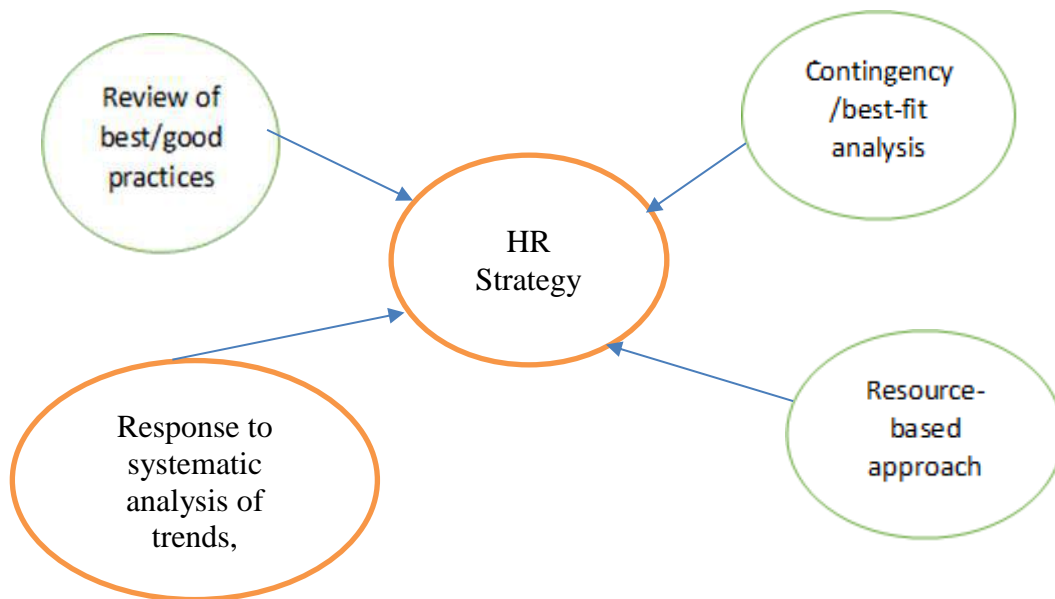 Review of
best/good
practices
Contingency
/best-fit
analysis
HR
Strategy
Response to
systematic
analysis of
trends,
Resource-
based
approach